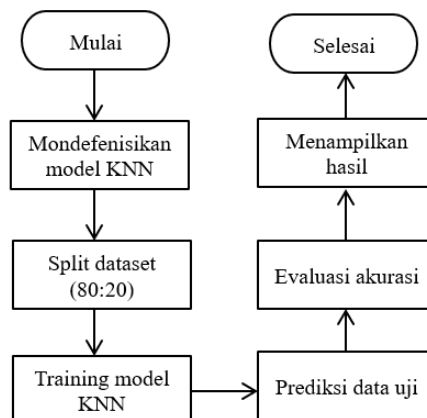 Mulai
Mondefenisikan
model KNN
Split dataset
(80:20)
Training model
KNN
Prediksi data uji
Evaluasi akurasi
Menampilkan
hasil
Selesai